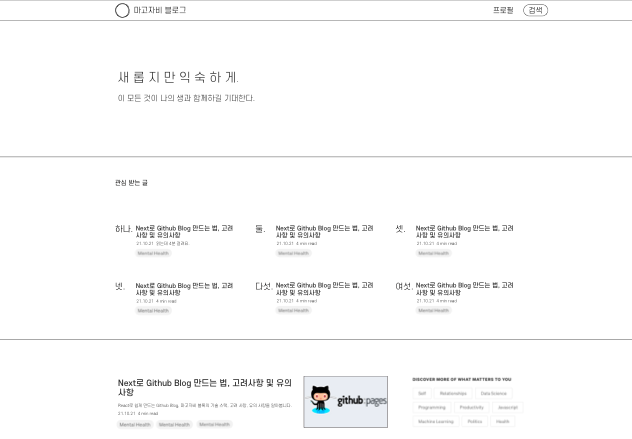 마고자비 블로그
프로필 검색
새 롭 지 만 익 숙 하 게.
이 모든 것이 나의 생과 함께하길 기대한다.
관심 받는 글
하나. Next로 Github Blog 만드는 법, 고려
사항 및 유의사항
21.10.21 읽는데 4분 걸려요
Mental Health
둘. Next로 Github Blog 만드는 법, 고려
사항 및 유의사항
21.10.21 4 min read
Mental Health
셋. Next로 Github Blog 만드는 법, 고려
사항 및 유의사항
21.10.21 4 min read
Mental Health
넷. Next로 Github Blog 만드는 법, 고려
사항 및 유의사항
21.10.21 4 min read
Mental Health
다섯. Next로 Github Blog 만드는 법, 고려
사항 및 유의사항
21.10.21 4 min read
Mental Health
여섯. Next로 Github Blog 만드는 법, 고려
사항 및 유의사항
21.10.21 4 min read
Mental Health
Next로 Github Blog 만드는 법, 고려사항 및 유의
사항
21.10.21 4 min read
Mental Health Mental Health Mental Health
github:pages
DISCOVER MORE OF WHAT MATTERS TO YOU
Self Relationships Data Science
Programming Productivity Javascript
Machine Learning Politics Health